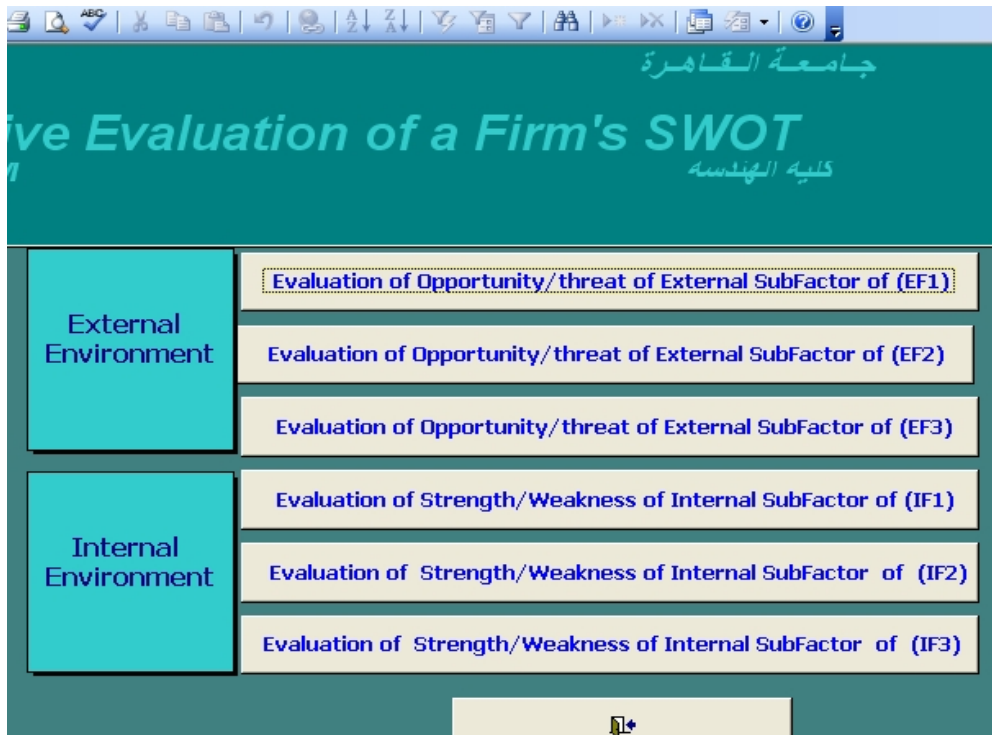 جامعة القاهرة
ive Evaluation of a Firm's SWOT
كليه الهندسه
External
Environment
Evaluation of Opportunity/threat of External SubFactor of (EF1)
Evaluation of Opportunity/threat of External SubFactor of (EF2)
Evaluation of Opportunity/threat of External SubFactor of (EF3)
Internal
Environment
Evaluation of Strength/Weakness of Internal SubFactor of (IF1)
Evaluation of Strength/Weakness of Internal SubFactor of (IF2)
Evaluation of Strength/Weakness of Internal SubFactor of (IF3)